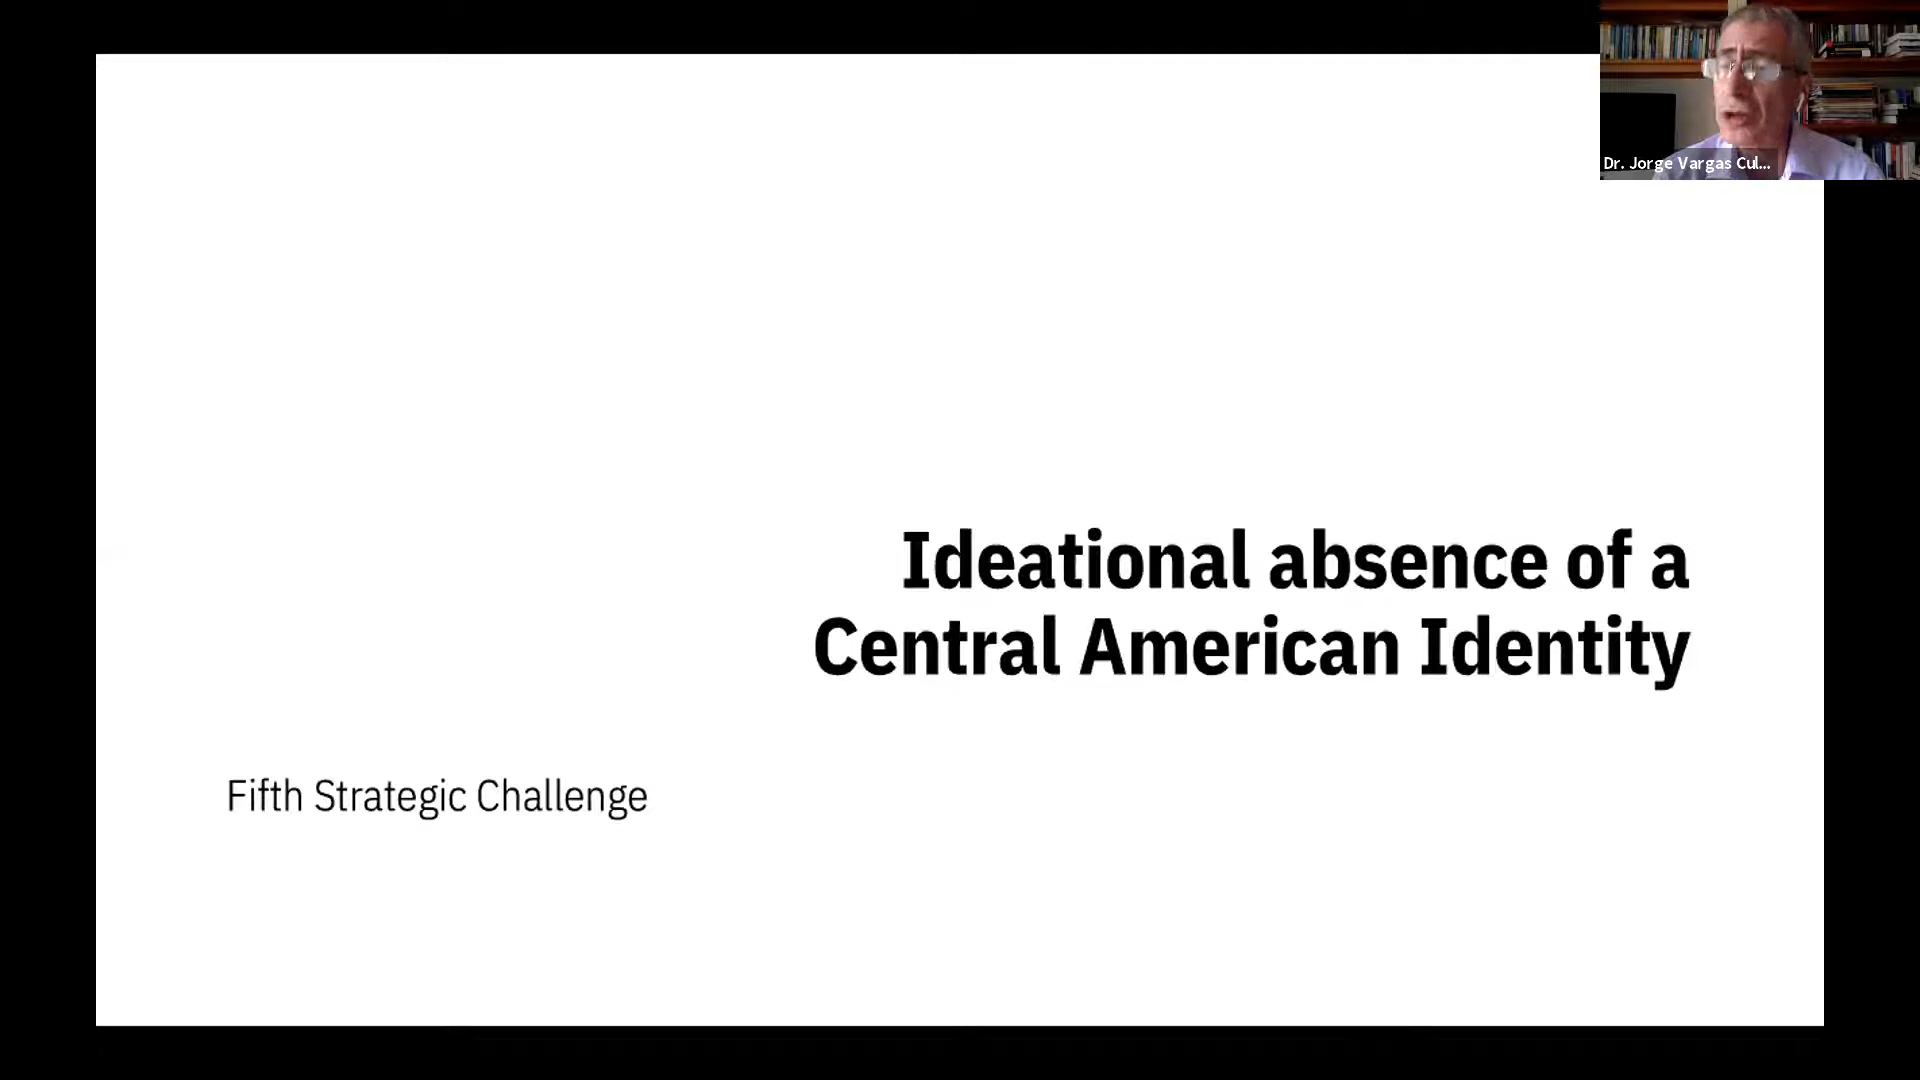 Dr. Jorge Vargas Cul...
Ideational absence of a
Central American Identity
Fifth Strategic Challenge